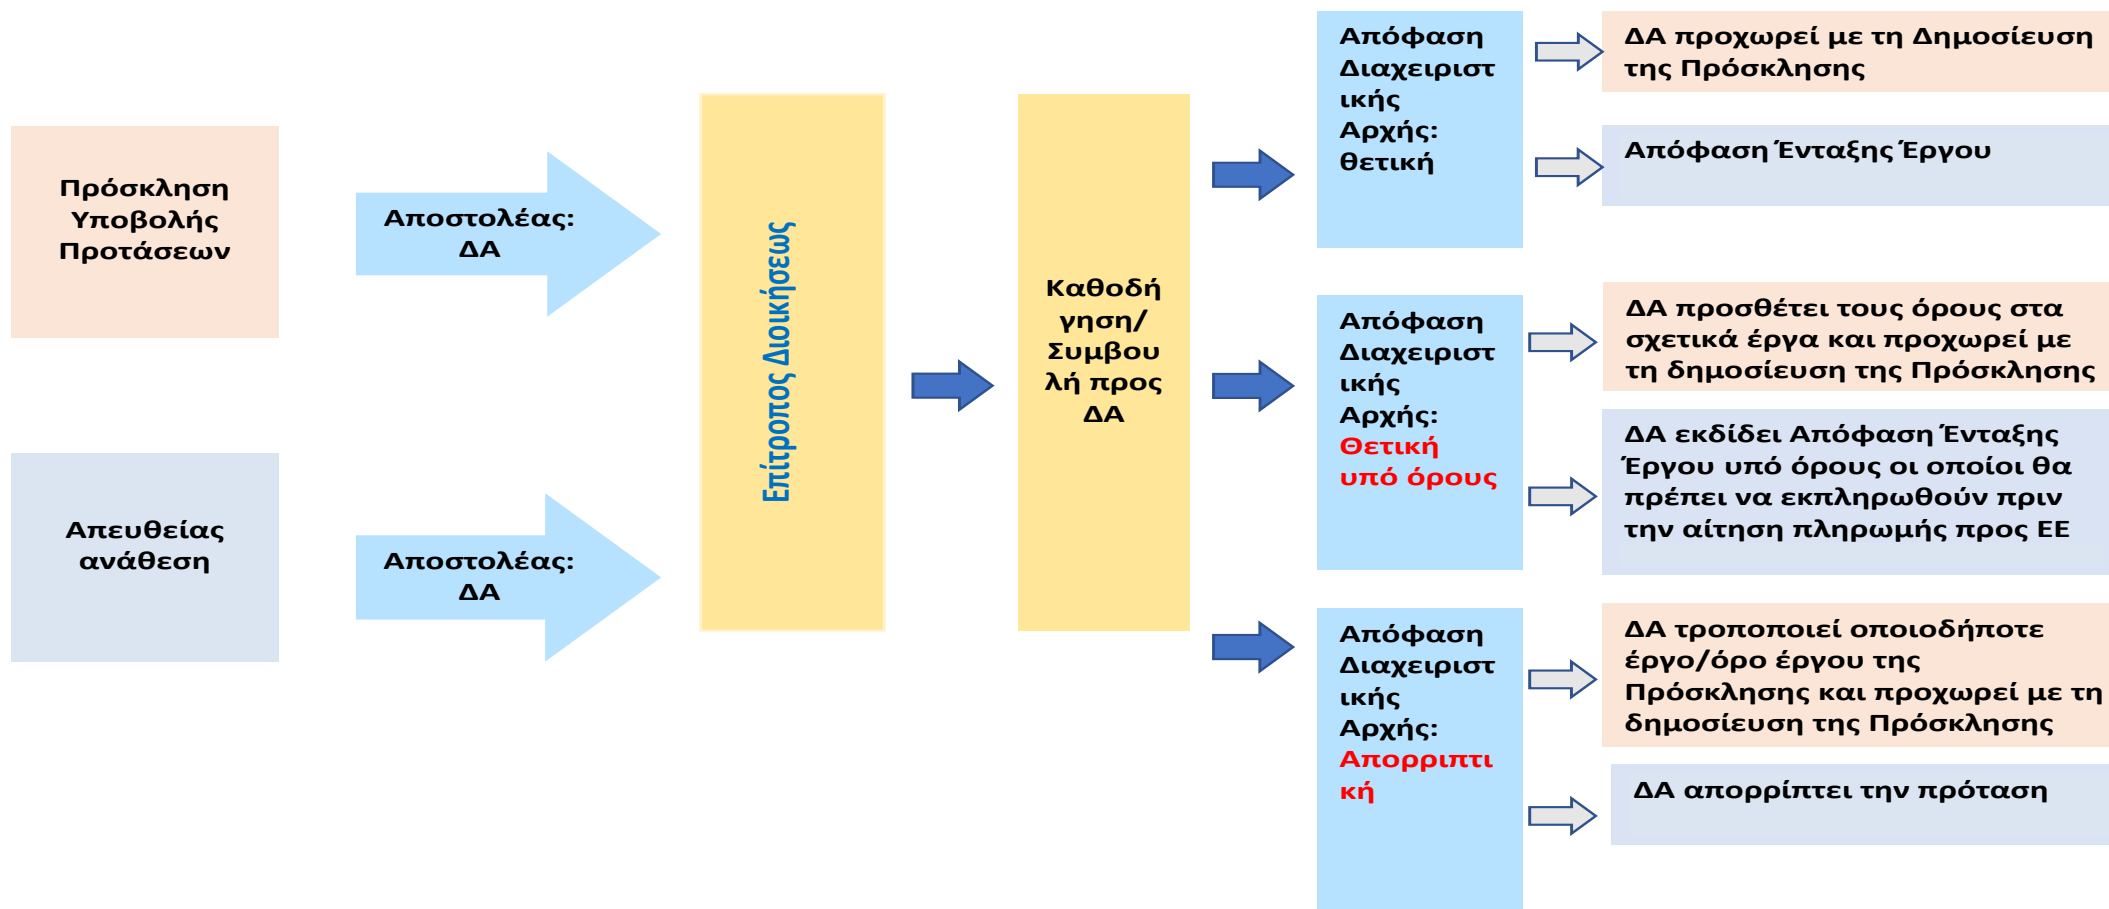 Πρόσκληση
Υποβολής
Προτάσεων
Απευθείας
ανάθεση
Αποστολέας:
ΔΑ
Αποστολέας:
ΔΑ
Επίτροπος Διοικήσεως
Καθοδή
γηση/
Συμβου
λή προς
ΔΑ
Απόφαση
Διαχειριστ
ικής
Αρχής:
θετική
ΔΑ προχωρεί με τη Δημοσίευση
της Πρόσκλησης
Απόφαση Ένταξης Έργου
Απόφαση
Διαχειριστ
ικής
Αρχής:
Θετική
υπό όρους
ΔΑ προσθέτει τους όρους στα
σχετικά έργα και προχωρεί με
τη δημοσίευση της Πρόσκλησης
ΔΑ εκδίδει Απόφαση Ένταξης
Έργου υπό όρους οι οποίοι θα
πρέπει να εκπληρωθούν πριν
την αίτηση πληρωμής προς ΕΕ
Απόφαση
Διαχειριστ
ικής
Αρχής:
Απορριπτι
κή
ΔΑ τροποποιεί οποιοδήποτε
έργο/όρο έργου της
Πρόσκλησης και προχωρεί με τη
δημοσίευση της Πρόσκλησης
ΔΑ απορρίπτει την πρόταση